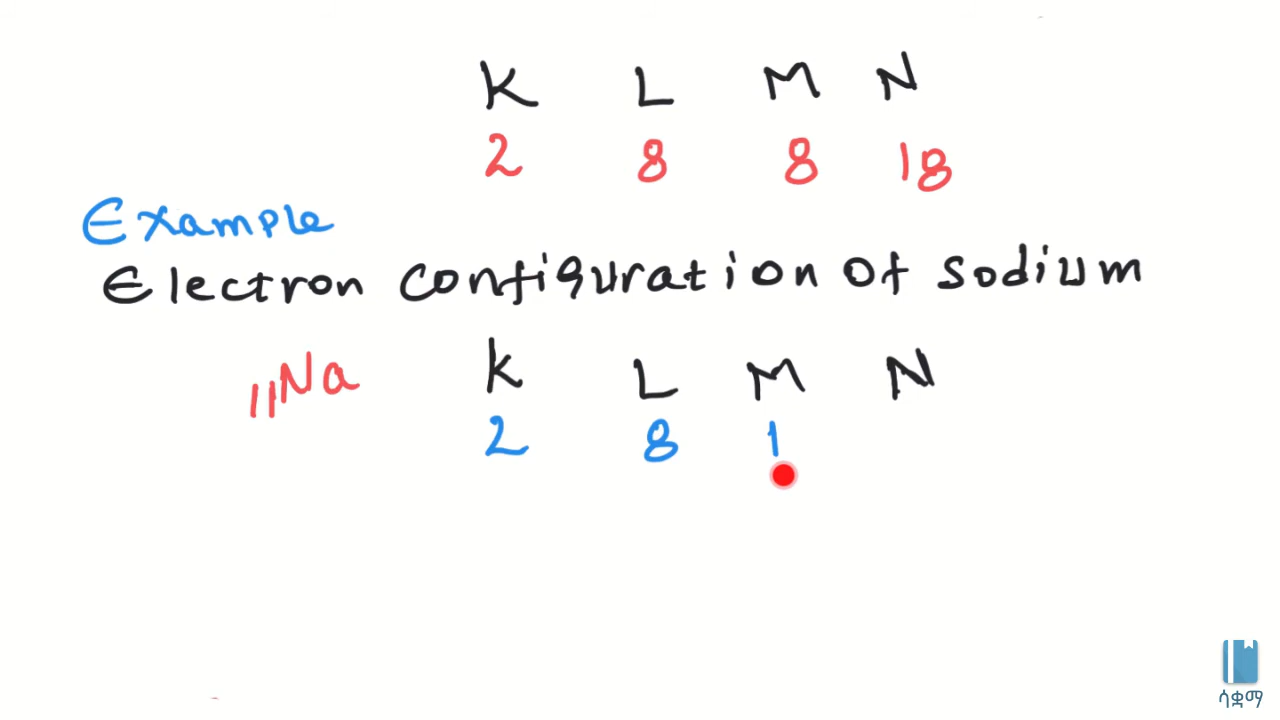 K L M N
2 8 8 18
Example
Electron configuration of sodium
11Na K L M N
2 8 1
ሳቋማ